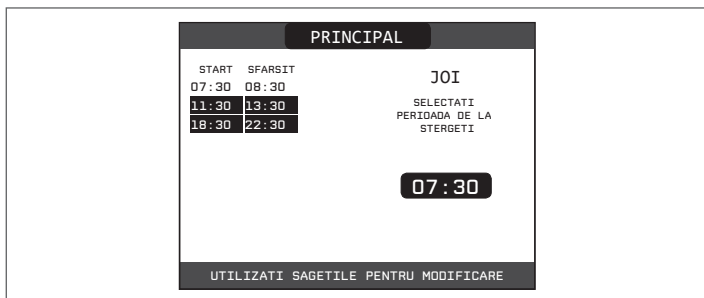 PRINCIPAL
START SFARSIT
07:30 08:30
11:30 13:30
18:30 22:30
JOI
SELECTATI
PERIOADA DE LA
STERGETI
07:30
UTILIZATI SAGETILE PENTRU MODIFICARE